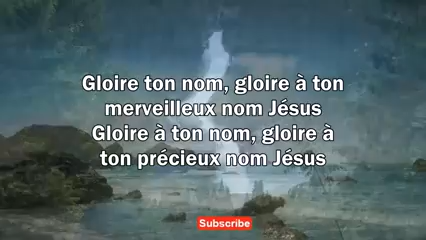 Gloire ton nom, gloire à ton
merveilleux nom Jésus
Gloire à ton nom, gloire à
ton précieux nom Jésus
Subscribe